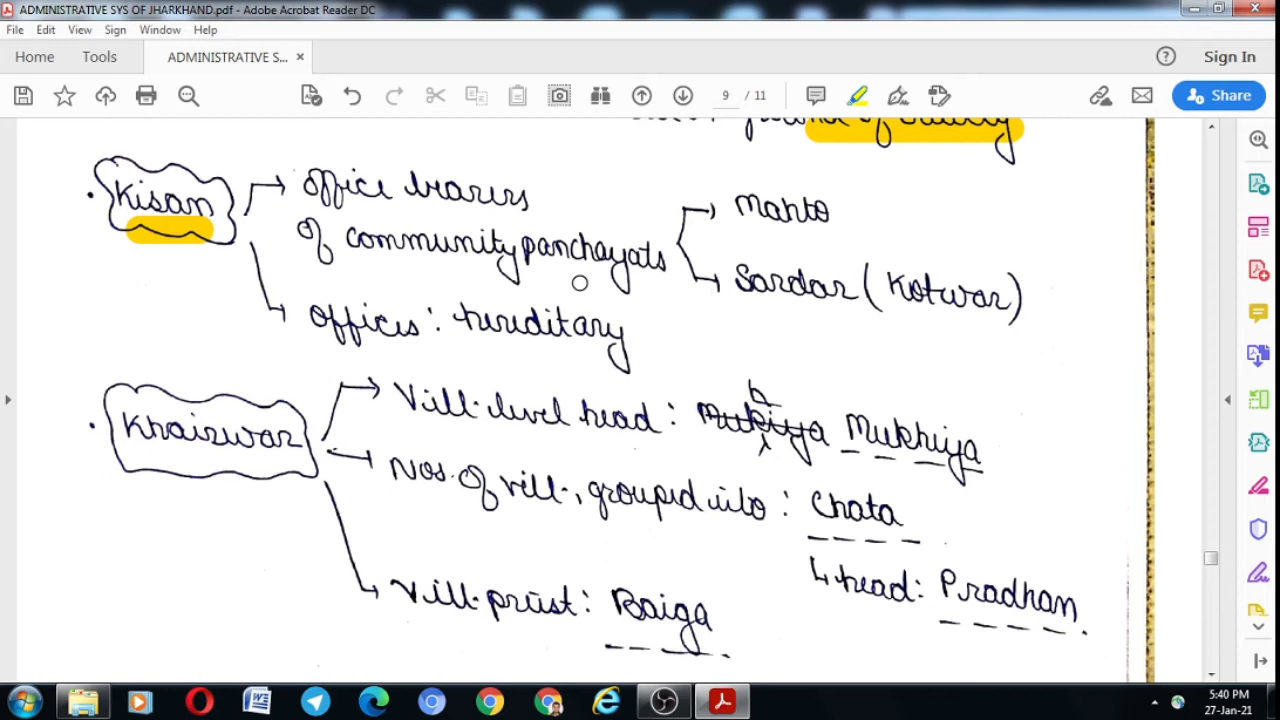 ADMINISTRATIVE SYS OF JHARKHAND.pdf - Adobe Acrobat Reader DC
File Edit View Sign Window Help
Home Tools ADMINISTRATIVE S... × Sign In
9 / 11 Share
of
Kisan office bearers
of community panchayats
Mahto
Sardar (Kotwar)
offices : hereditary
Khairwar Vill. level head : Mukiya h Mukhiya
Nos. of vill., grouped into : Chata
head: Pradhan
Vill. priest : Baiga
5:40 PM
27-Jan-21